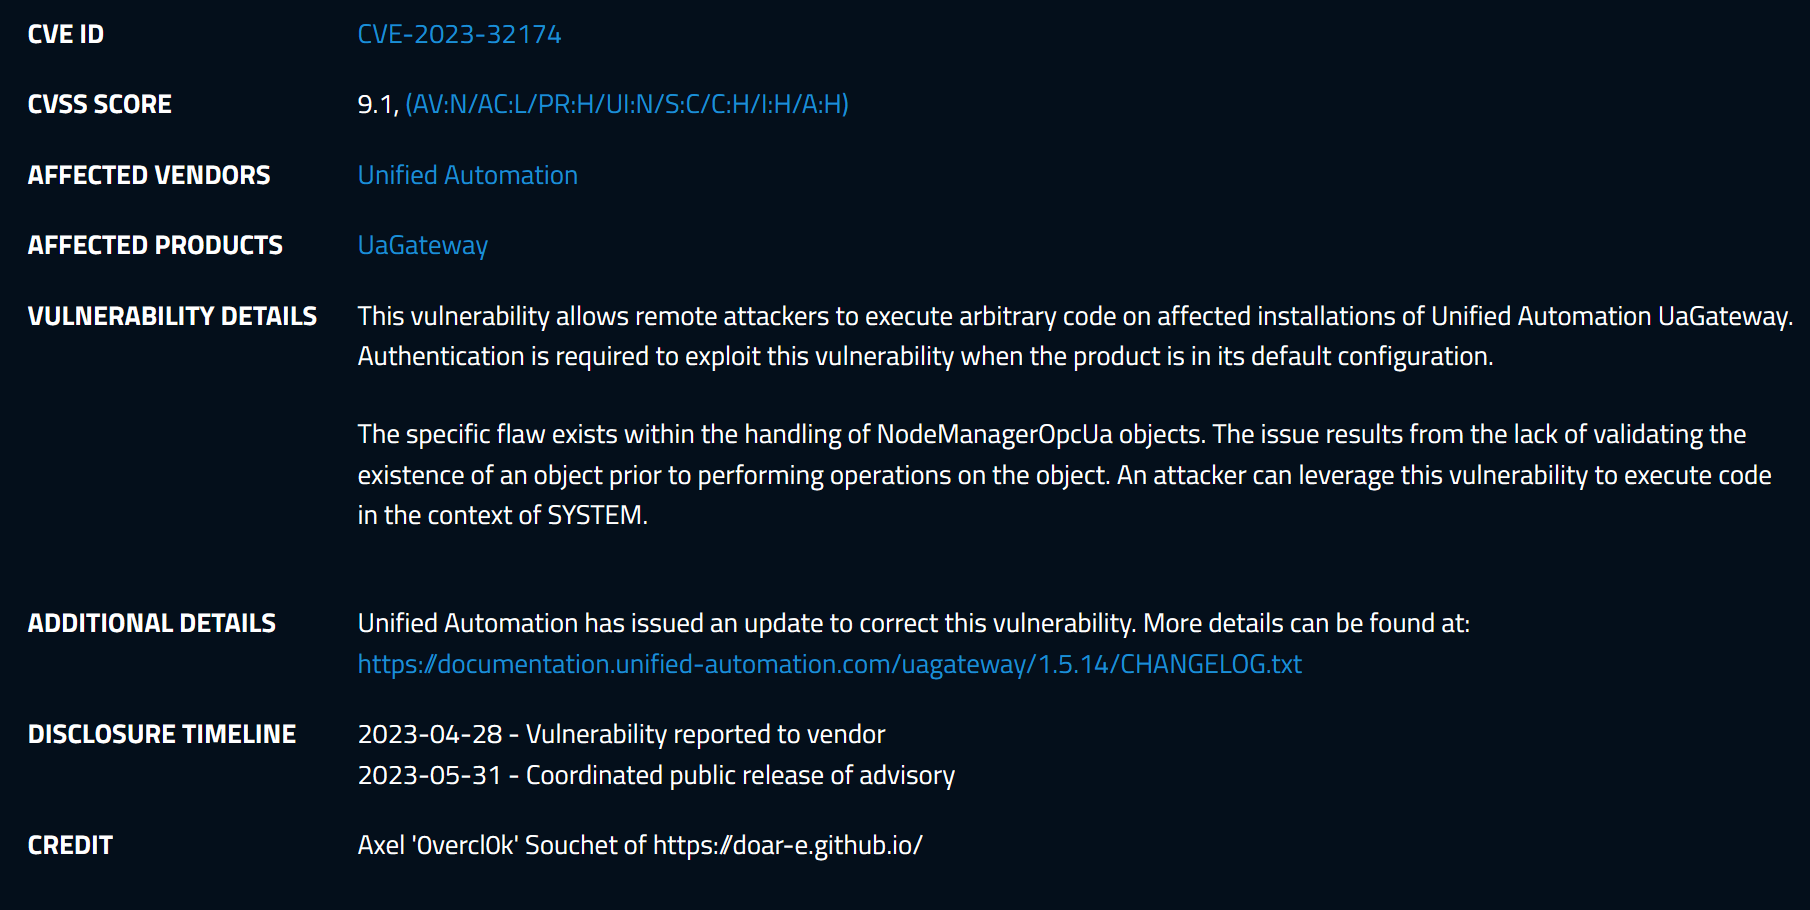 CVE ID CVE-2023-32174
CVSS SCORE 9.1, (AV:N/AC:L/PR:H/UI:N/S:C/C:H/I:H/A:H)
AFFECTED VENDORS Unified Automation
AFFECTED PRODUCTS UaGateway
VULNERABILITY DETAILS This vulnerability allows remote attackers to execute arbitrary code on affected installations of Unified Automation UaGateway.
Authentication is required to exploit this vulnerability when the product is in its default configuration.
The specific flaw exists within the handling of NodeManagerOpcUa objects. The issue results from the lack of validating the
existence of an object prior to performing operations on the object. An attacker can leverage this vulnerability to execute code
in the context of SYSTEM.
ADDITIONAL DETAILS Unified Automation has issued an update to correct this vulnerability. More details can be found at:
https://documentation.unified-automation.com/uagateway/1.5.14/CHANGELOG.txt
DISCLOSURE TIMELINE 2023-04-28 - Vulnerability reported to vendor
2023-05-31 - Coordinated public release of advisory
CREDIT Axel '0vercl0k' Souchet of https://doar-e.github.io/